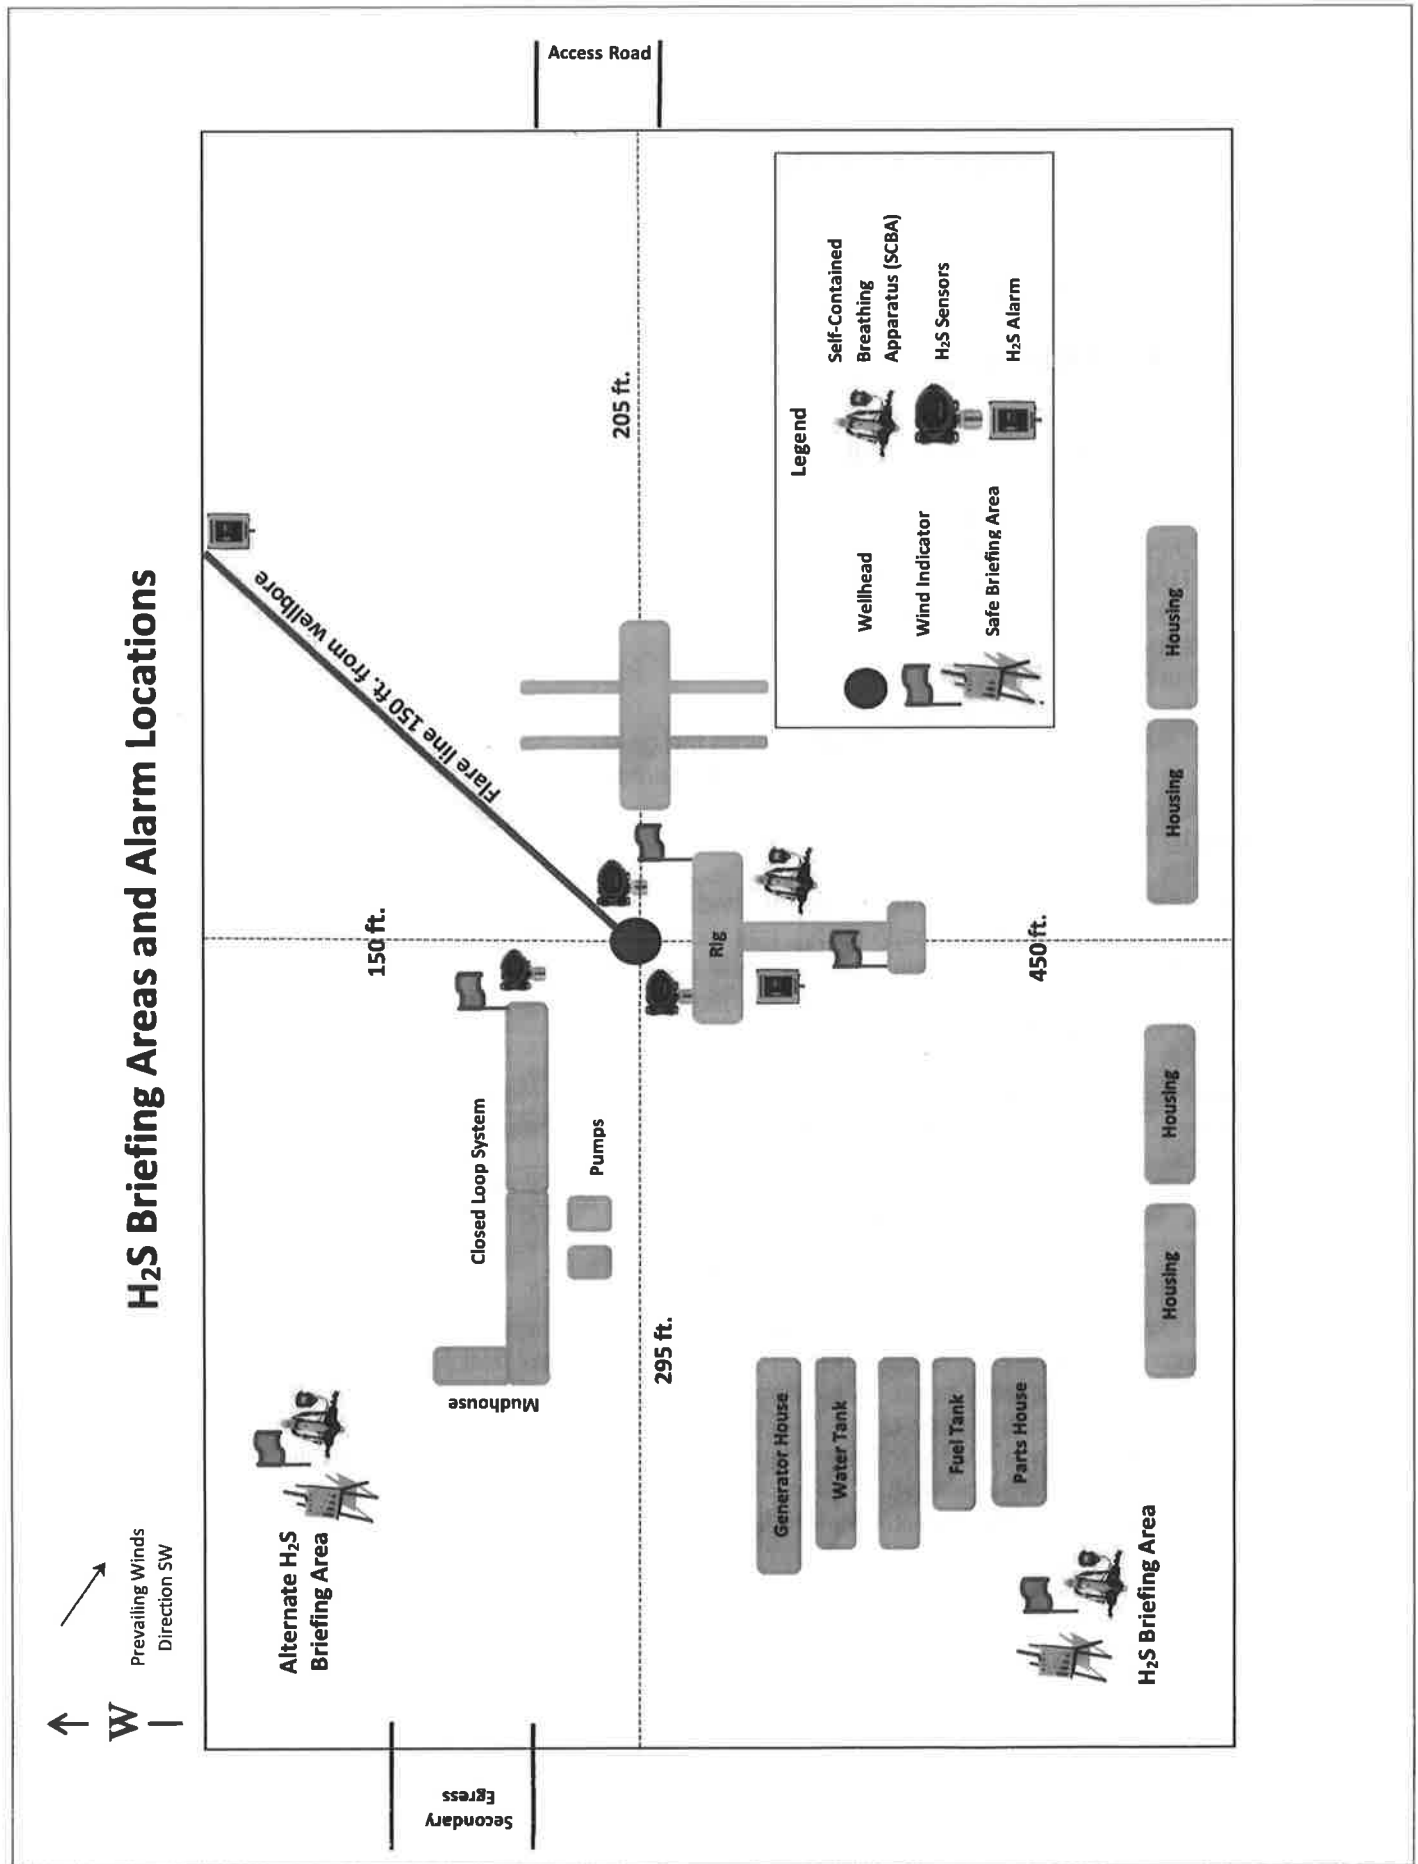 H₂S Briefing Areas and Alarm Locations
W
Prevailing Winds
Direction SW
Alternate H₂S
Briefing Area
Secondary
Egress
Mudhouse
Closed Loop System
Pumps
150 ft.
Flare line 150 ft. from wellbore
205 ft.
Access Road
295 ft.
Rig
450 ft.
Generator House
Water Tank
Fuel Tank
Parts House
H₂S Briefing Area
Housing
Housing
Housing
Housing
Legend
Wellhead
Wind Indicator
Safe Briefing Area
Self-Contained
Breathing
Apparatus (SCBA)
H₂S Sensors
H₂S Alarm